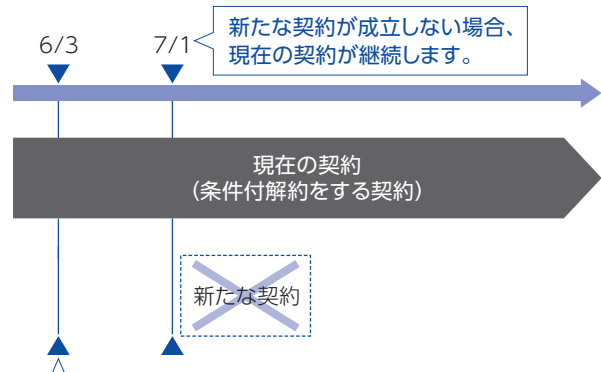 6/3
7/1
新たな契約が成立しない場合、
現在の契約が継続します。
現在の契約
(条件付解約をする契約)
新たな契約